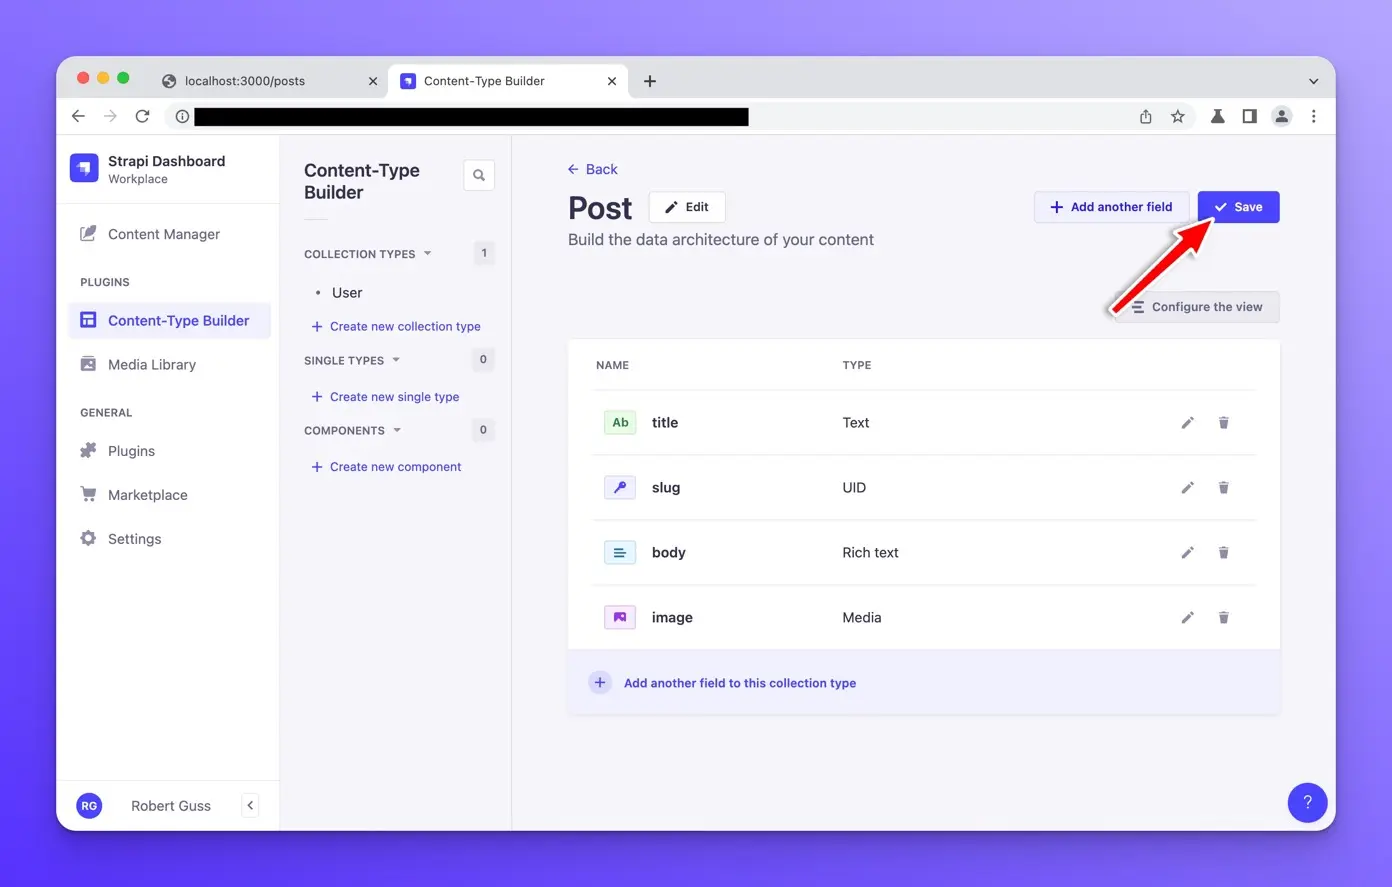 localhost:3000/posts
Content-Type Builder
Strapi Dashboard
Workplace
Content Manager
PLUGINS
Content-Type Builder
Media Library
GENERAL
Plugins
Marketplace
Settings
RG
Robert Guss
Content-Type
Builder
COLLECTION TYPES
1
User
Create new collection type
SINGLE TYPES
0
Create new single type
COMPONENTS
0
Create new component
Back
Post
Edit
Add another field
Save
Build the data architecture of your content
Configure the view
NAME TYPE
Ab title Text
slug UID
body Rich text
image Media
Add another field to this collection type
?